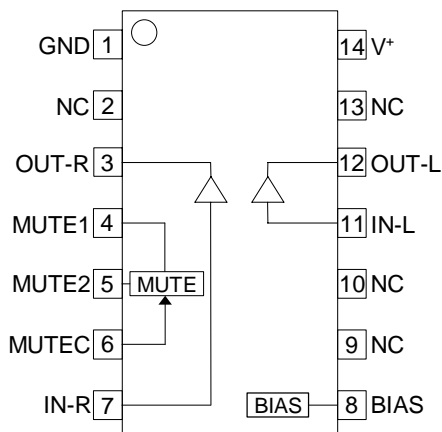 GND 1 14 V+
NC 2 13 NC
OUT-R 3 12 OUT-L
MUTE1 4 11 IN-L
MUTE2 5 MUTE 10 NC
MUTEC 6 9 NC
IN-R 7 BIAS 8 BIAS